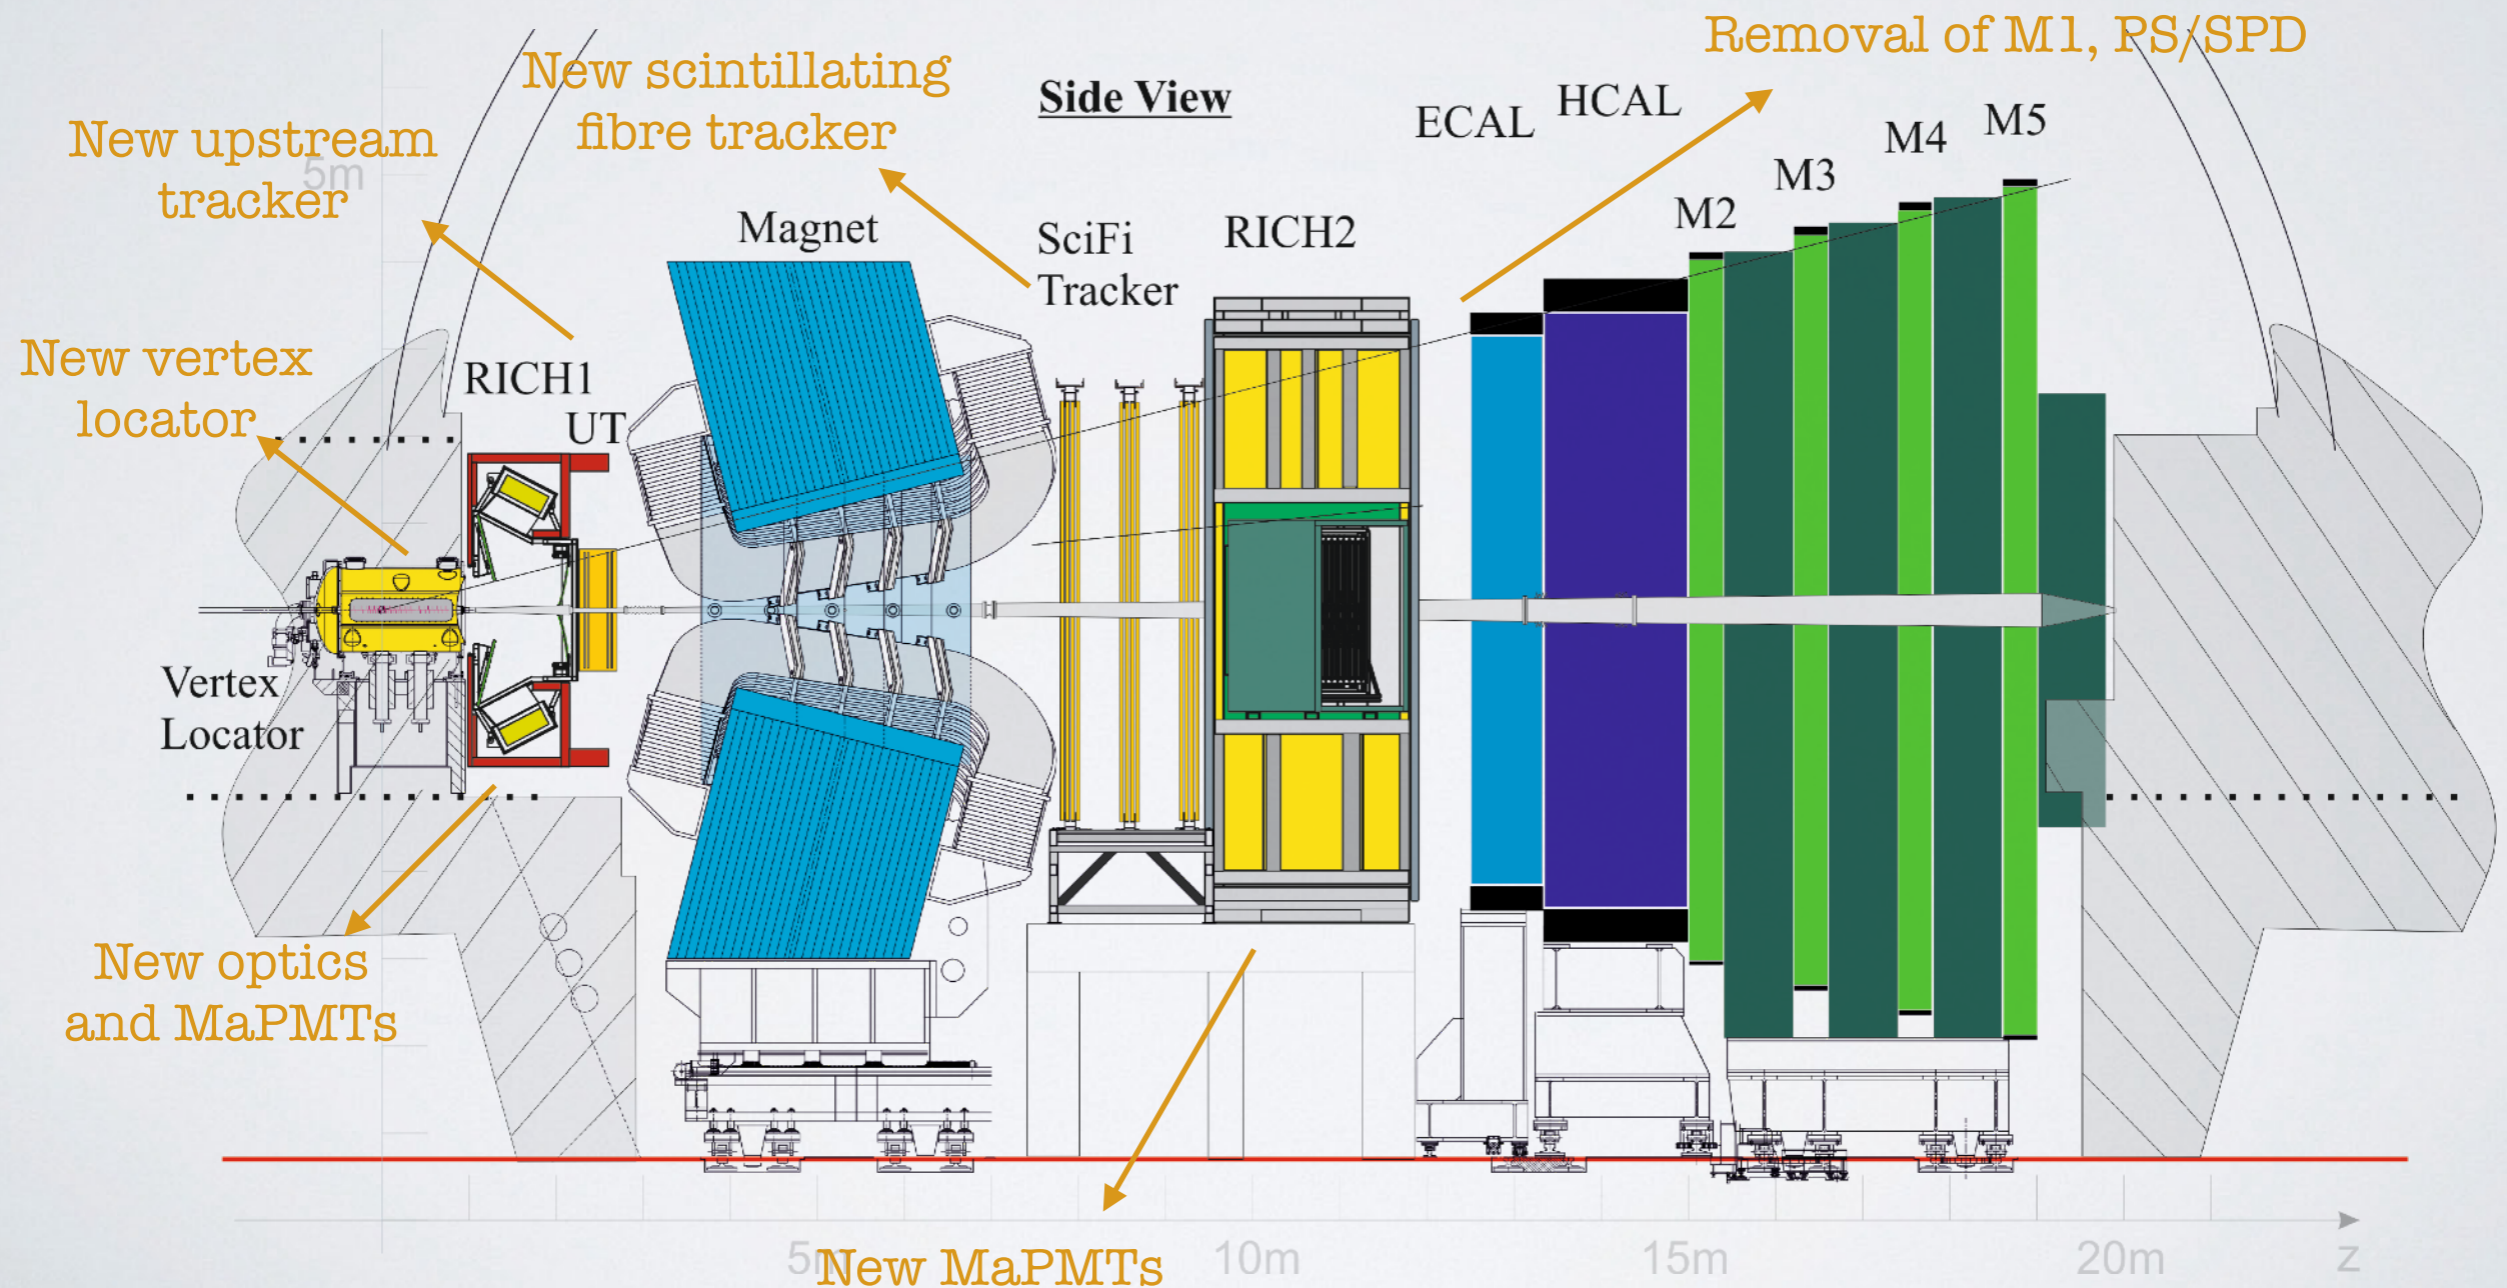 Removal of M1, PS/SPD
New scintillating
fibre tracker
Side View
ECAL
HCAL
M4
M5
New upstream
tracker
5m
M3
M2
Magnet
SciFi
Tracker
RICH2
New vertex
locator
RICH1
UT
Vertex
Locator
New optics
and MaPMTs
5m
New MaPMTs
10m
15m
20m
z